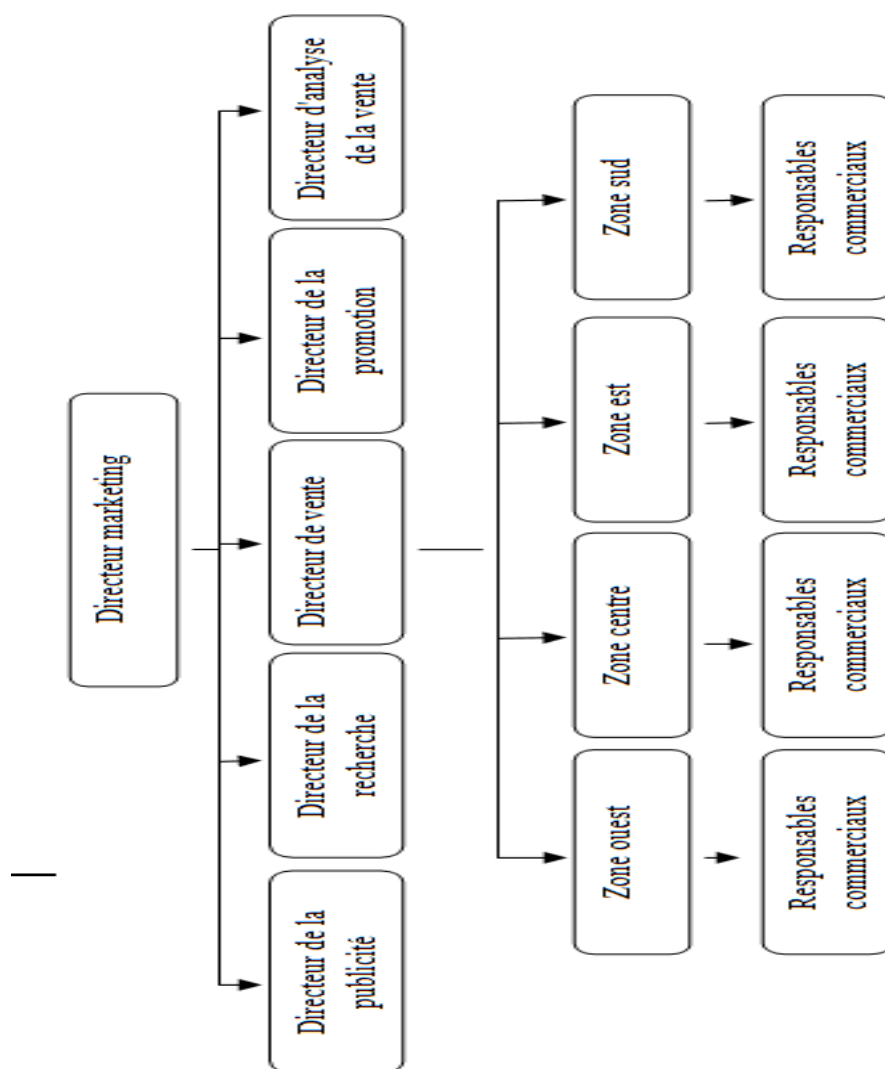 Directeur marketing
Directeur de la
publicité
Directeur de la
recherche
Directeur de vente
Directeur de la
promotion
Directeur d'analyse
de la vente
Zone ouest
Zone centre
Zone est
Zone sud
Responsables
commerciaux
Responsables
commerciaux
Responsables
commerciaux
Responsables
commerciaux